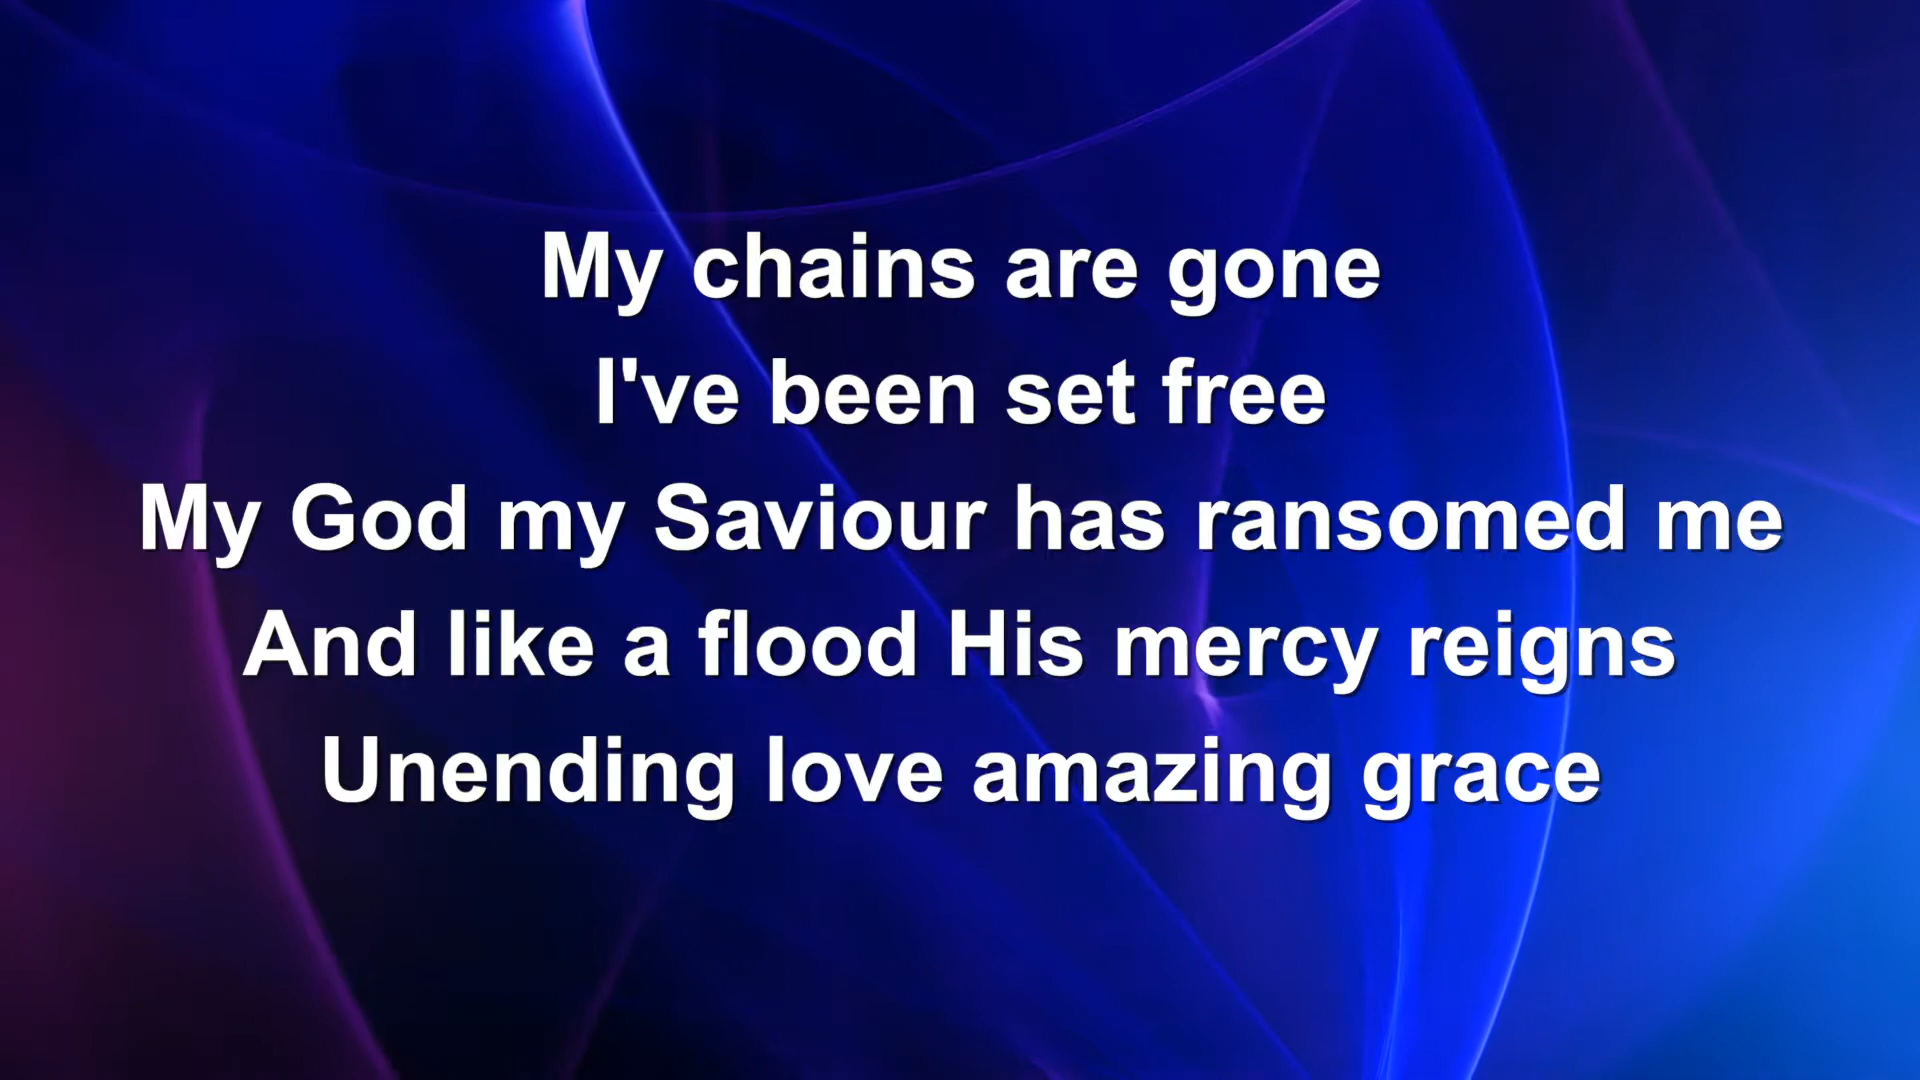 My chains are gone
I've been set free
My God my Saviour has ransomed me
And like a flood His mercy reigns
Unending love amazing grace